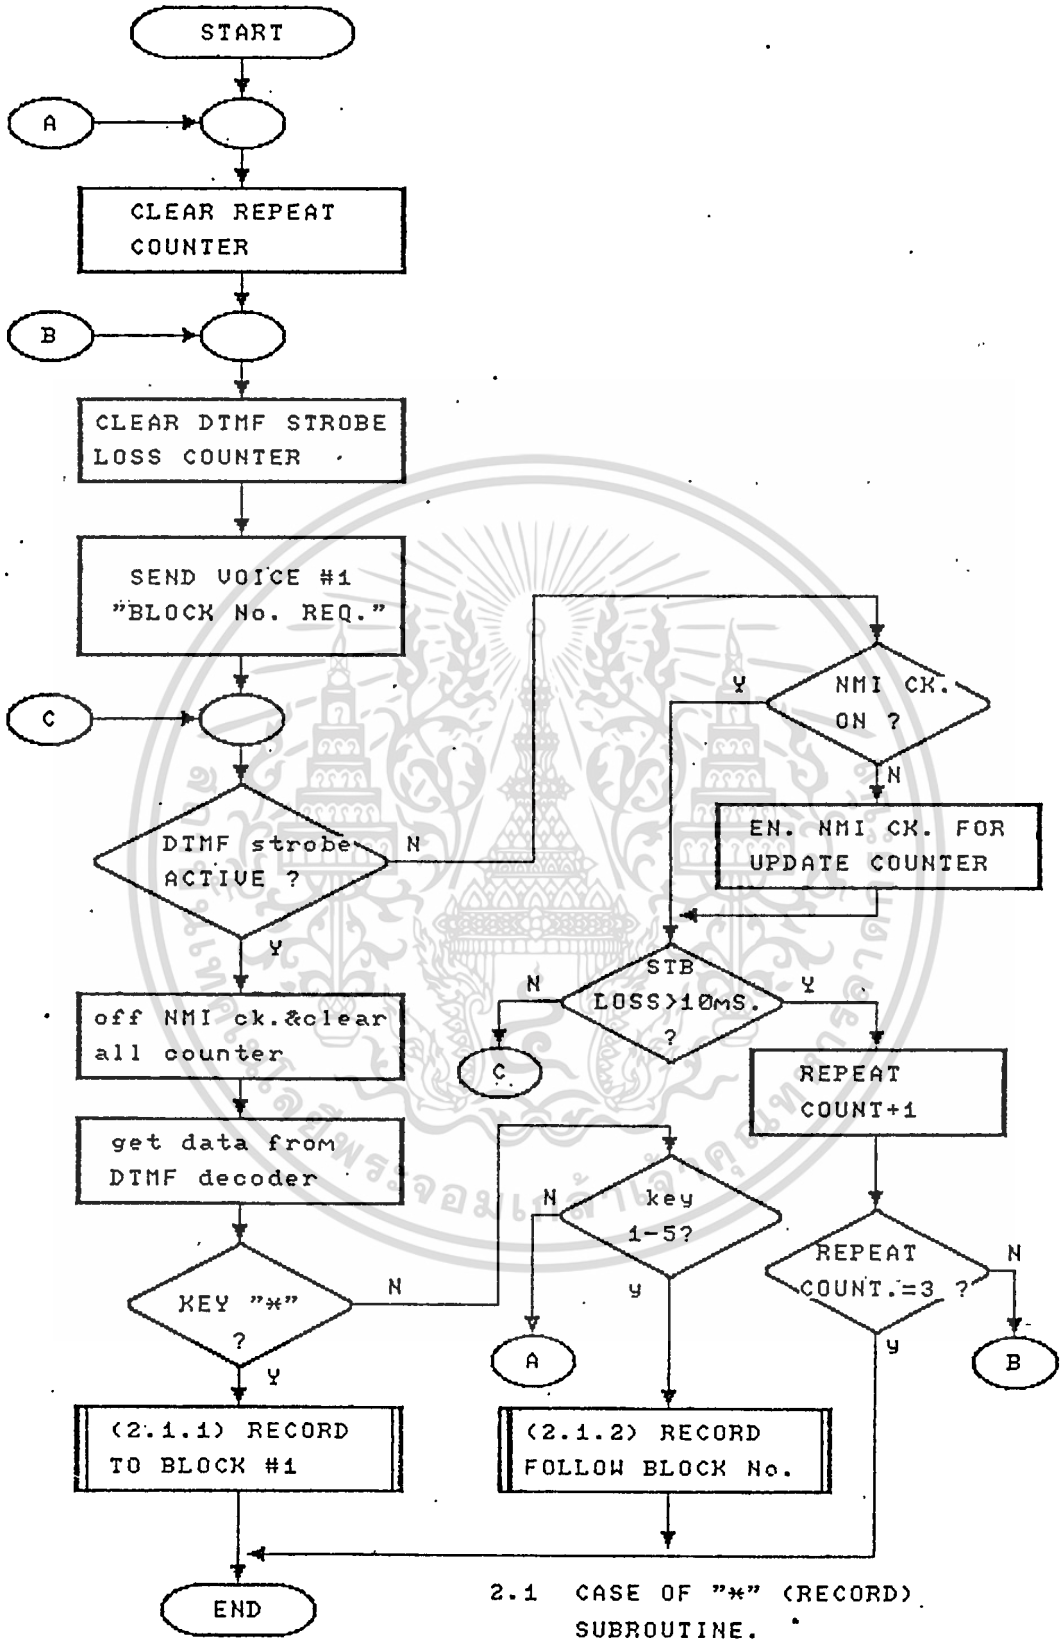 START
A
CLEAR REPEAT
COUNTER
B
CLEAR DTMF STROBE
LOSS COUNTER
SEND VOICE #1
"BLOCK No. REQ."
C
DTMF strobe
ACTIVE ?
N
Y
NMI CK.
ON ?
Y
N
EN. NMI CK. FOR
UPDATE COUNTER
STB
LOSS>10mS.
?
N
Y
C
REPEAT
COUNT+1
REPEAT
COUNT.=3 ?
N
y
B
off NMI ck.&clear
all counter
get data from
DTMF decoder
KEY "*"
?
N
Y
key
1-5?
N
y
A
(2.1.1) RECORD
TO BLOCK #1
(2.1.2) RECORD
FOLLOW BLOCK No.
END
2.1 CASE OF "*" (RECORD)
SUBROUTINE.